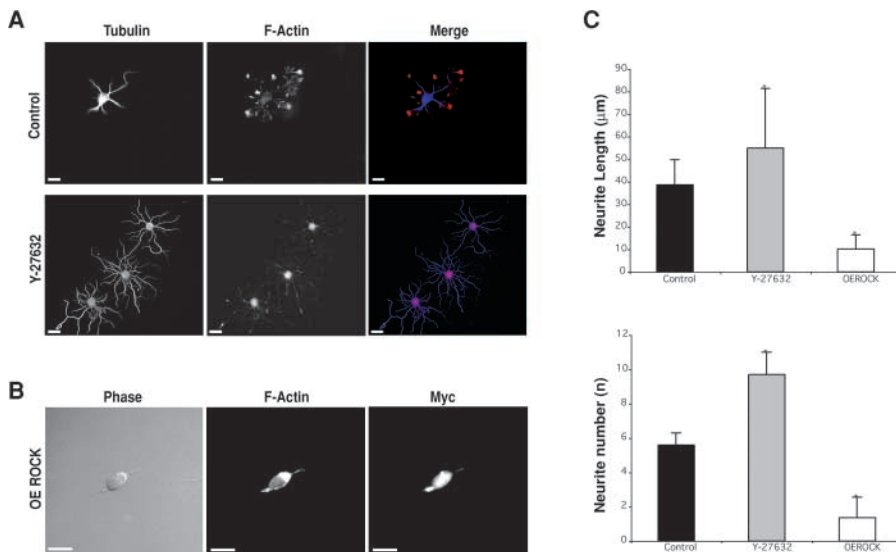 A
Tubulin F-Actin Merge
Control
Y-27632
B
Phase F-Actin Myc
OE ROCK
C
Neurite Length (µm)
90
80
70
60
50
40
30
20
10
0
Control Y-27632 OEROCK
Neurite number (n)
12
10
8
6
4
2
0
Control Y-27632 OEROCK